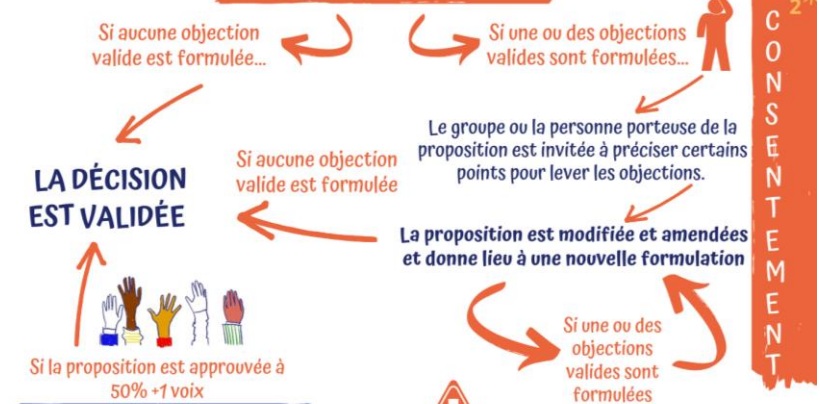 Si aucune objection
valide est formulée...
Si une ou des objections
valides sont formulées...
Le groupe ou la personne porteuse de la
proposition est invitée à préciser certains
points pour lever les objections.
Si aucune objection
valide est formulée
LA DÉCISION
EST VALIDÉE
La proposition est modifiée et amendées
et donne lieu à une nouvelle formulation
Si une ou des
objections
valides sont
formulées
Si la proposition est approuvée à
50% +1 voix
CONSENTEMENT